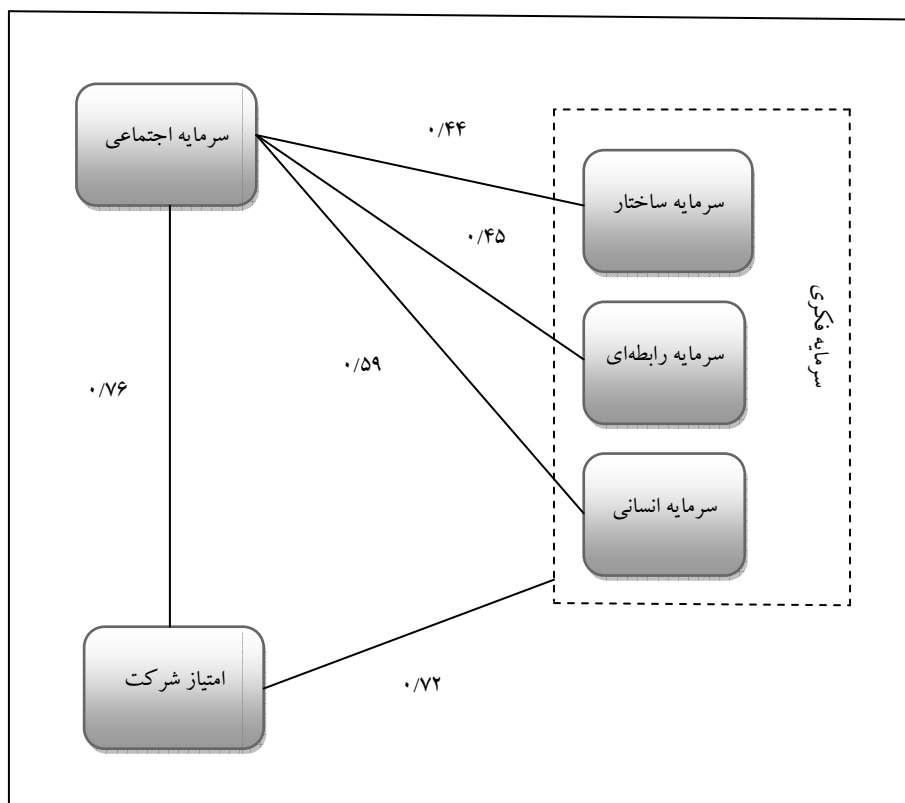 سرمایه اجتماعی
۰/۴۴
سرمایه ساختار
۰/۴۵
سرمایه فکری
سرمایه رابطه‌ای
۰/۵۹
۰/۷۶
سرمایه انسانی
امتیاز شرکت
۰/۷۲